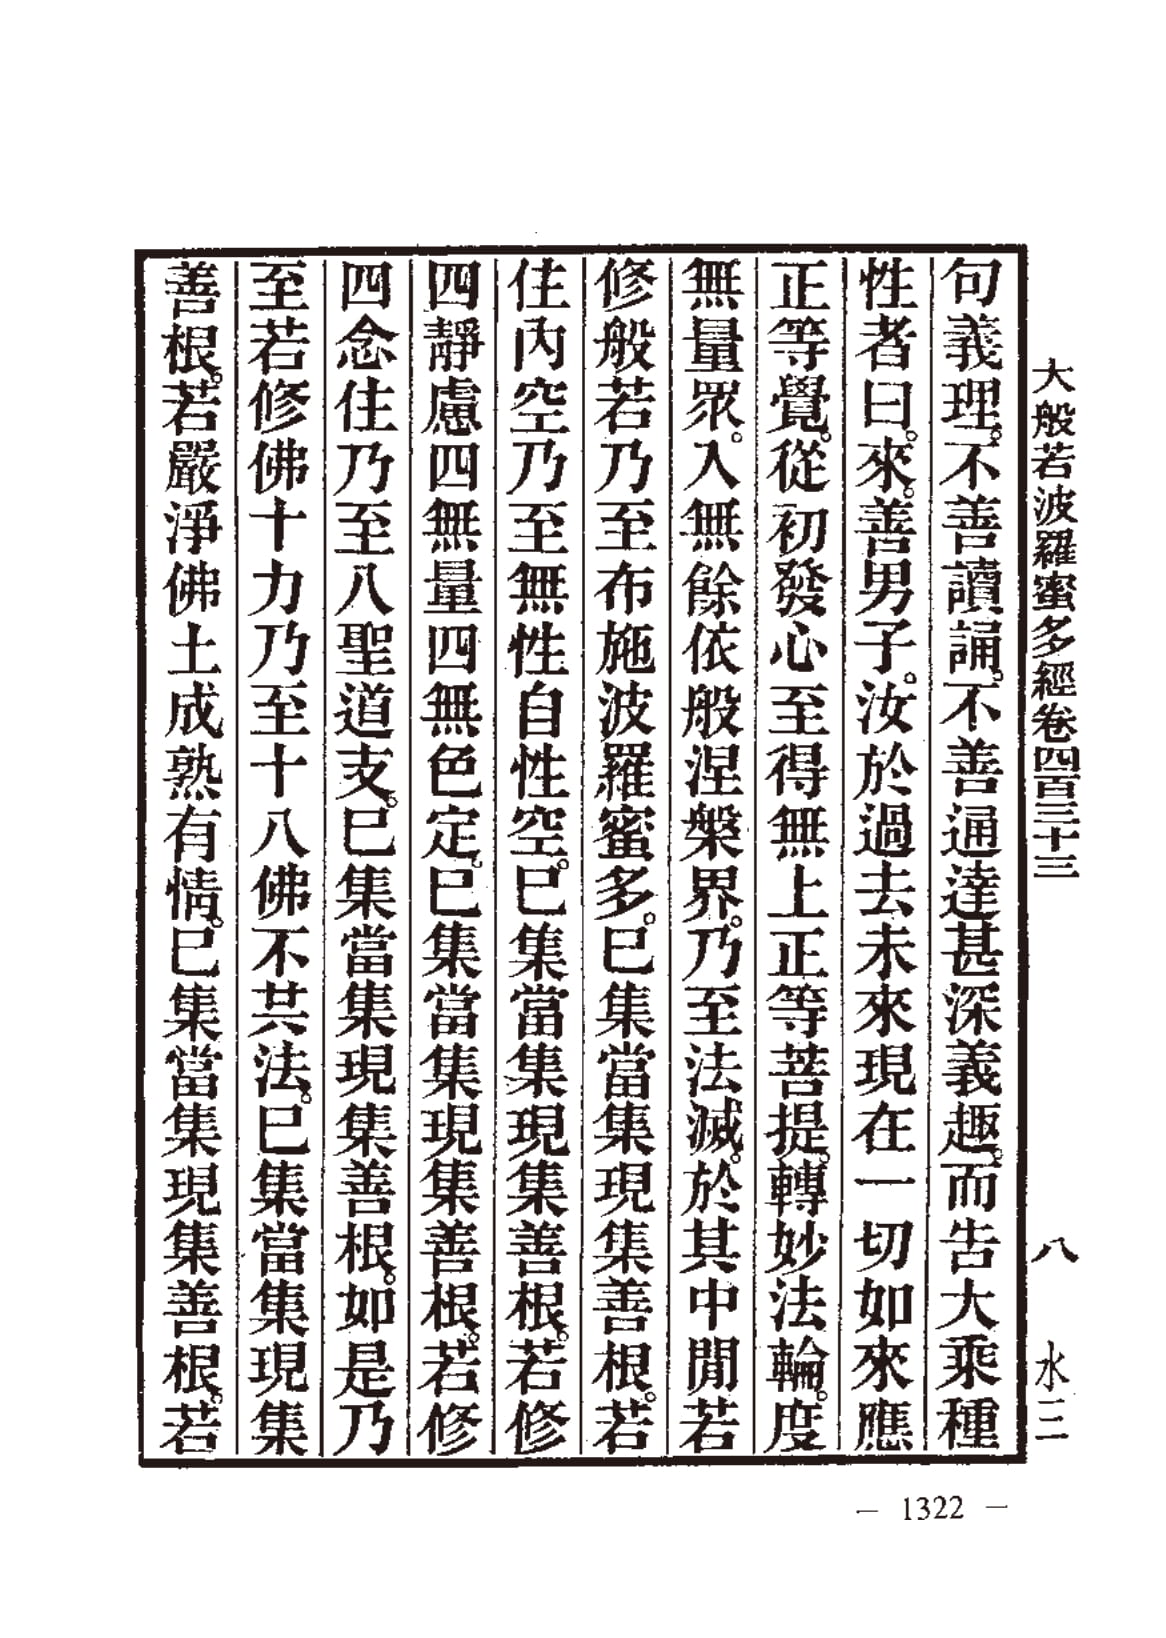 大般若波羅蜜多經卷四百三十三　八　水三
句義理。不善讀誦。不善通達甚深義趣。而告大乘種
性者曰。來。善男子。汝於過去未來現在一切如來應
正等覺。從初發心至得無上正等菩提。轉妙法輪。度
無量眾。入無餘依般涅槃界。乃至法滅。於其中閒若
修般若乃至布施波羅蜜多。已集當集現集善根。若
住內空乃至無性自性空。已集當集現集善根。若修
四靜慮四無量四無色定。已集當集現集善根。若修
四念住乃至八聖道支。已集當集現集善根。如是乃
至若修佛十力乃至十八佛不共法。已集當集現集
善根。若嚴淨佛土成熟有情。已集當集現集善根。若
— 1322 —